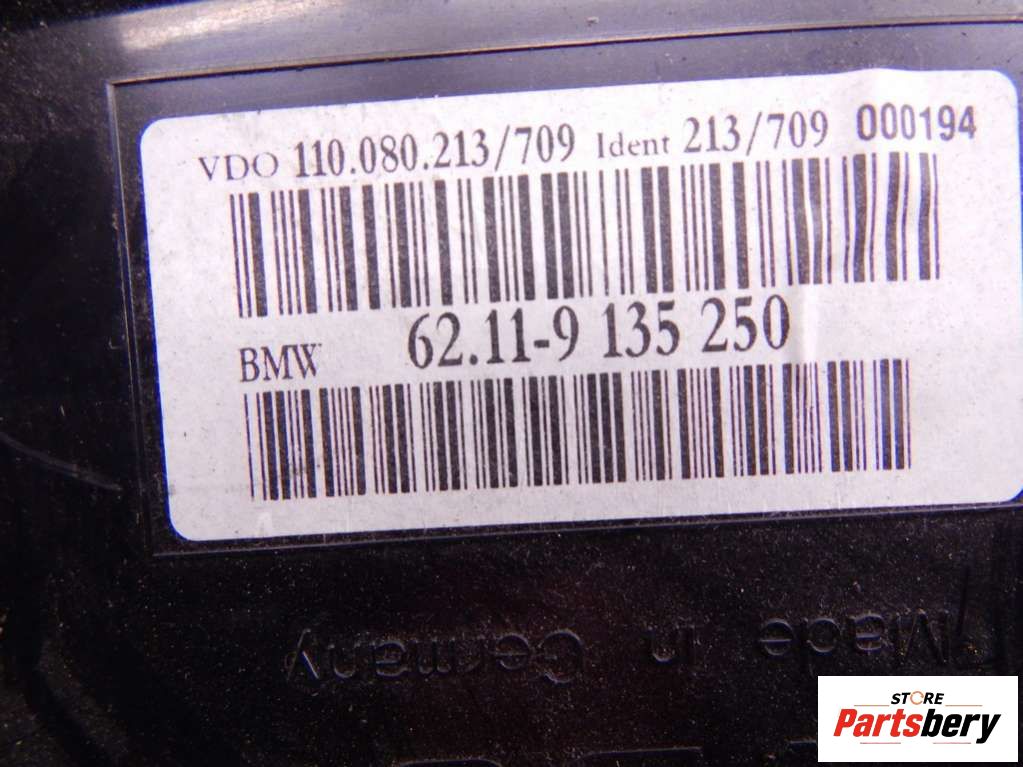 VDO 110.080.213/709 Ident 213/709 000194
BMW 62.11-9 135 250
Made in Germany
STORE
Partsbery